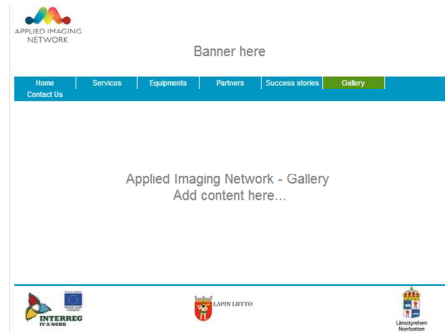 APPLIED IMAGING
NETWORK
Banner here
Home Services Equipments Partners Success stories Gallery
Contact Us
Applied Imaging Network - Gallery
Add content here...
INTERREG
IV A NORD
LAPIN LIITTO
Länsstyrelsen
Norrbotten